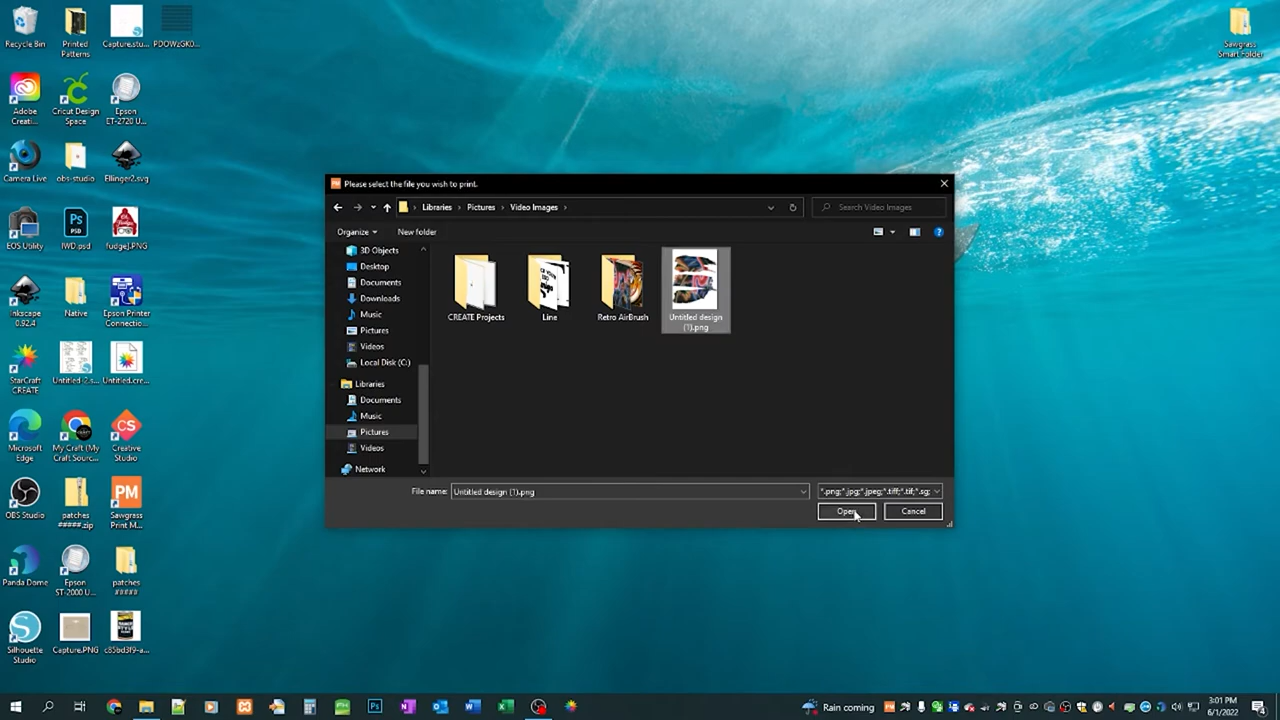 Recycle Bin
Printed
Patterns
Capture.stu...
PDOWzGK0...
Sawgrass
Smart Folder
Adobe
Creati...
Cricut Design
Space
Epson
ET-2720 U...
Camera Live
obs-studio
Ellinger2.svg
EOS Utility
IWD.psd
fudgeJ.PNG
Inkscape
0.92.4
Native
Epson Printer
Connectio...
StarCraft
CREATE
Untitled-2.s...
Untitled.cre...
Microsoft
Edge
My Craft (My
Craft Sourc...
Creative
Studio
OBS Studio
patches
#####.zip
Sawgrass
Print M...
Panda Dome
Epson
ST-2000 U...
patches
#####
Silhouette
Studio
Capture.PNG
c85bd3f9-a...
PM Please select the file you wish to print.
Libraries > Pictures > Video Images >
Search Video Images
Organize
New folder
3D Objects
Desktop
Documents
Downloads
Music
Pictures
Videos
Local Disk (C:)
Libraries
Documents
Music
Pictures
Videos
Network
CREATE Projects
Line
Retro AirBrush
Untitled design
(1).png
File name:
Untitled design (1).png
*.png;*.jpg;*.jpeg;*.tiff;*.tif;*.sg;
Open
Cancel
Rain coming
3:01 PM
6/1/2022